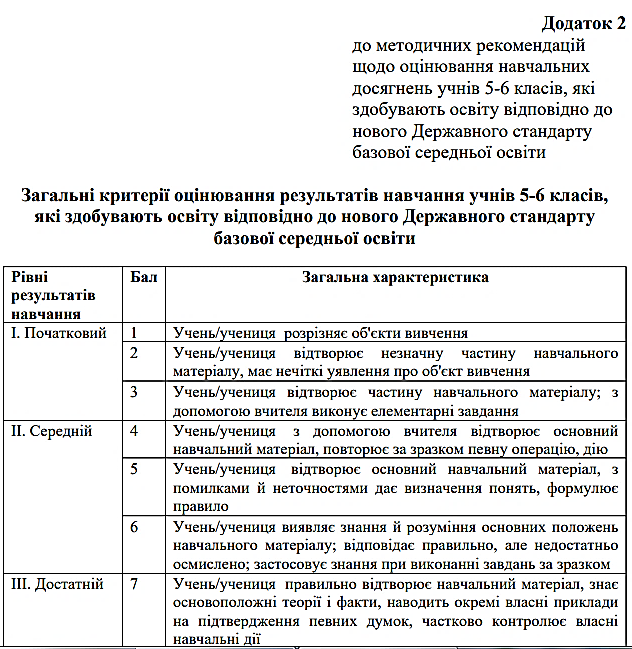 Додаток 2
до методичних рекомендацій
щодо оцінювання навчальних
досягнень учнів 5-6 класів, які
здобувають освіту відповідно до
нового Державного стандарту
базової середньої освіти
Загальні критерії оцінювання результатів навчання учнів 5-6 класів,
які здобувають освіту відповідно до нового Державного стандарту
базової середньої освіти
Рівні
результатів
навчання
Бал
Загальна характеристика
І. Початковий
1
Учень/учениця розрізняє об'єкти вивчення
2
Учень/учениця відтворює незначну частину навчального
матеріалу, має нечіткі уявлення про об'єкт вивчення
3
Учень/учениця відтворює частину навчального матеріалу; з
допомогою вчителя виконує елементарні завдання
ІІ. Середній
4
Учень/учениця з допомогою вчителя відтворює основний
навчальний матеріал, повторює за зразком певну операцію, дію
5
Учень/учениця відтворює основний навчальний матеріал, з
помилками й неточностями дає визначення понять, формулює
правило
6
Учень/учениця виявляє знання й розуміння основних положень
навчального матеріалу; відповідає правильно, але недостатньо
осмислено; застосовує знання при виконанні завдань за зразком
ІІІ. Достатній
7
Учень/учениця правильно відтворює навчальний матеріал, знає
основоположні теорії і факти, наводить окремі власні приклади
на підтвердження певних думок, частково контролює власні
навчальні дії